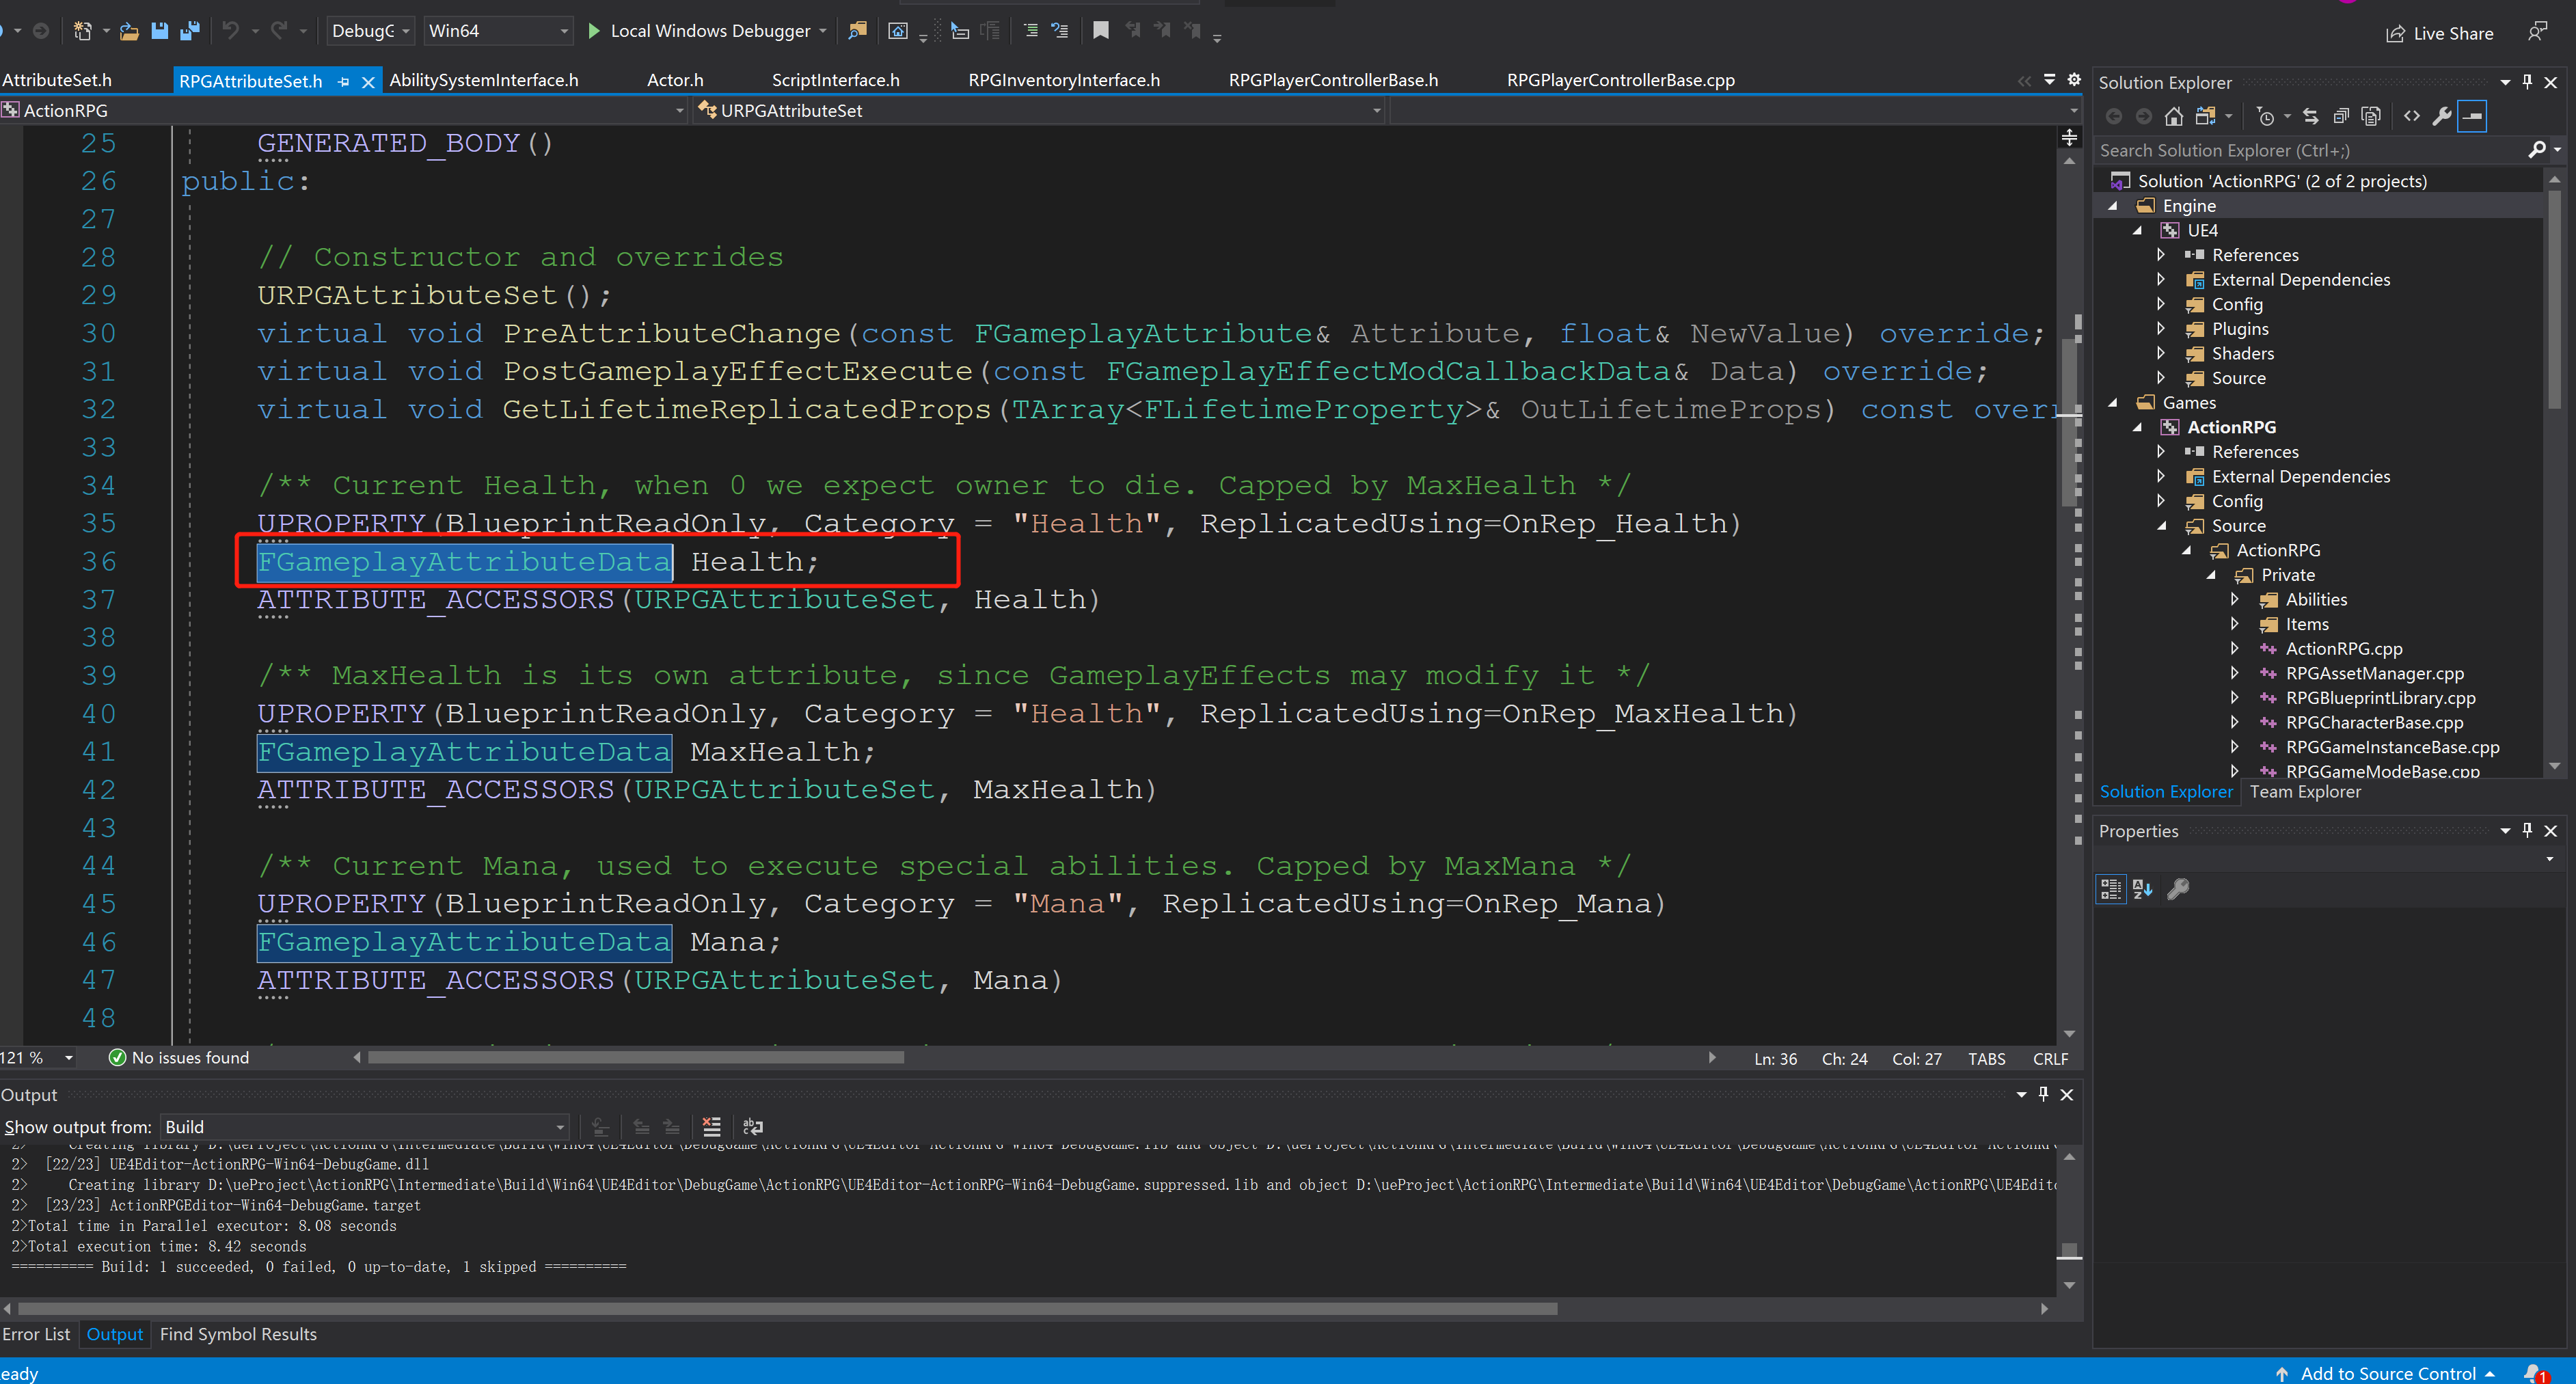 DebugG
Win64
Local Windows Debugger
Live Share
AttributeSet.h
RPGAttributeSet.h
AbilitySystemInterface.h
Actor.h
ScriptInterface.h
RPGInventoryInterface.h
RPGPlayerControllerBase.h
RPGPlayerControllerBase.cpp
ActionRPG
URPGAttributeSet
25 GENERATED_BODY()
26 public:
27
28 // Constructor and overrides
29 URPGAttributeSet();
30 virtual void PreAttributeChange(const FGameplayAttribute& Attribute, float& NewValue) override;
31 virtual void PostGameplayEffectExecute(const FGameplayEffectModCallbackData& Data) override;
32 virtual void GetLifetimeReplicatedProps(TArray<FLifetimeProperty>& OutLifetimeProps) const overr
33
34 /** Current Health, when 0 we expect owner to die. Capped by MaxHealth */
35 UPROPERTY(BlueprintReadOnly, Category = "Health", ReplicatedUsing=OnRep_Health)
36 FGameplayAttributeData Health;
37 ATTRIBUTE_ACCESSORS(URPGAttributeSet, Health)
38
39 /** MaxHealth is its own attribute, since GameplayEffects may modify it */
40 UPROPERTY(BlueprintReadOnly, Category = "Health", ReplicatedUsing=OnRep_MaxHealth)
41 FGameplayAttributeData MaxHealth;
42 ATTRIBUTE_ACCESSORS(URPGAttributeSet, MaxHealth)
43
44 /** Current Mana, used to execute special abilities. Capped by MaxMana */
45 UPROPERTY(BlueprintReadOnly, Category = "Mana", ReplicatedUsing=OnRep_Mana)
46 FGameplayAttributeData Mana;
47 ATTRIBUTE_ACCESSORS(URPGAttributeSet, Mana)
48
121 %
No issues found
Ln: 36
Ch: 24
Col: 27
TABS
CRLF
Output
Show output from: Build
2> [22/23] UE4Editor-ActionRPG-Win64-DebugGame.dll
2> Creating library D:\ueProject\ActionRPG\Intermediate\Build\Win64\UE4Editor\DebugGame\ActionRPG\UE4Editor-ActionRPG-Win64-DebugGame.suppressed.lib and object D:\ueProject\ActionRPG\Intermediate\Build\Win64\UE4Editor\DebugGame\ActionRPG\UE4Edito
2> [23/23] ActionRPGEditor-Win64-DebugGame.target
2>Total time in Parallel executor: 8.08 seconds
2>Total execution time: 8.42 seconds
========== Build: 1 succeeded, 0 failed, 0 up-to-date, 1 skipped ==========
Error List
Output
Find Symbol Results
Solution Explorer
Search Solution Explorer (Ctrl+;)
Solution 'ActionRPG' (2 of 2 projects)
Engine
UE4
References
External Dependencies
Config
Plugins
Shaders
Source
Games
ActionRPG
References
External Dependencies
Config
Source
ActionRPG
Private
Abilities
Items
ActionRPG.cpp
RPGAssetManager.cpp
RPGBlueprintLibrary.cpp
RPGCharacterBase.cpp
RPGGameInstanceBase.cpp
RPGGameModeBase.cpp
Solution Explorer
Team Explorer
Properties
eady
Add to Source Control
1